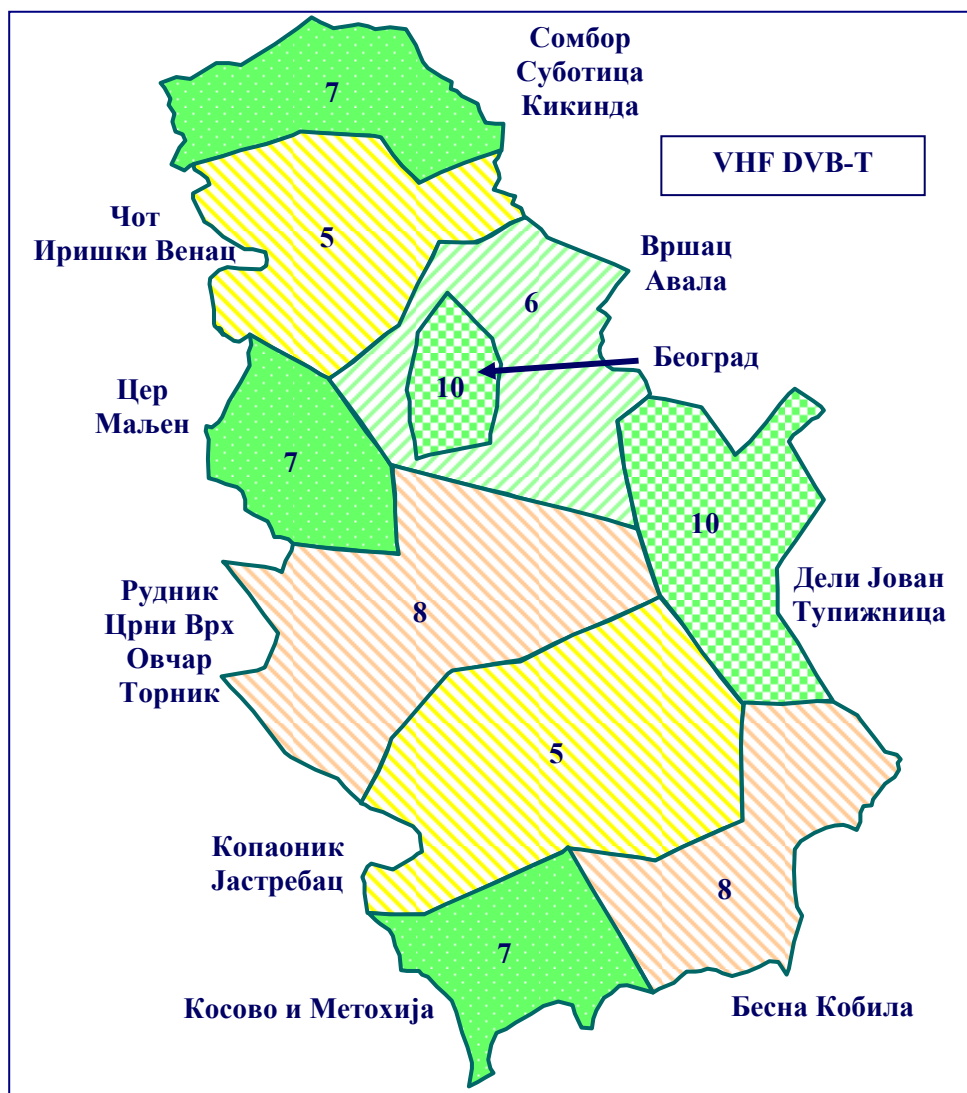 Сомбор
Суботица
Кикинда
7
VHF DVB-T
Чот
Иришки Венац
5
Вршац
Авала
6
Београд
10
Цер
Маљен
7
10
Дели Јован
Тупижница
Рудник
Црни Врх
Овчар
Торник
8
5
Копаоник
Јастребац
8
7
Косово и Метохија
Бесна Кобила